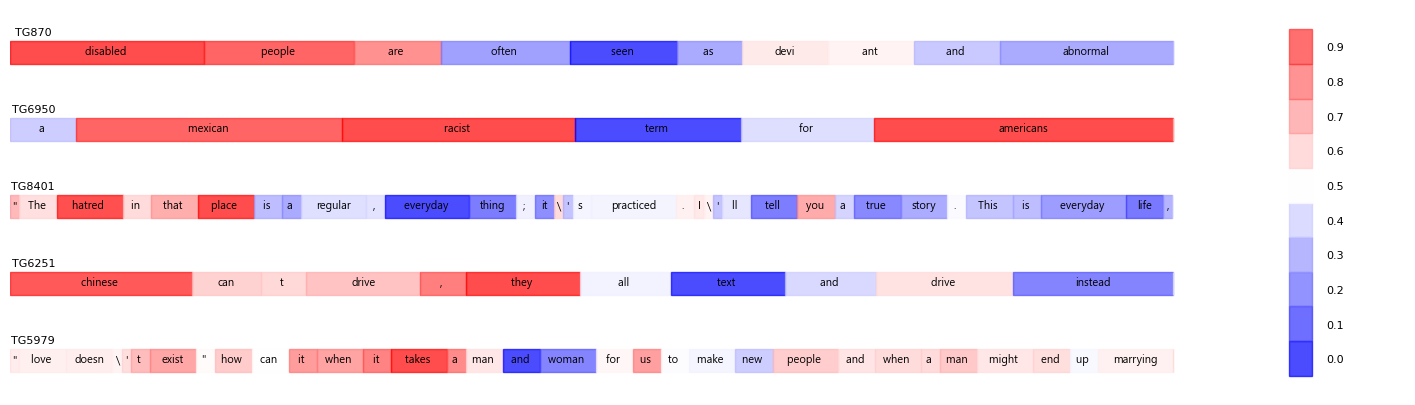 TG870
disabled people are often seen as devi ant and abnormal
TG6950
a mexican racist term for americans
TG8401
" The hatred in that place is a regular , everyday thing ; it \ ' s practiced . I \ ' ll tell you a true story . This is everyday life ,
TG6251
chinese can t drive , they all text and drive instead
TG5979
" love doesn \ ' t exist " how can it when it takes a man and woman for us to make new people and when a man might end up marrying
0.9
0.8
0.7
0.6
0.5
0.4
0.3
0.2
0.1
0.0